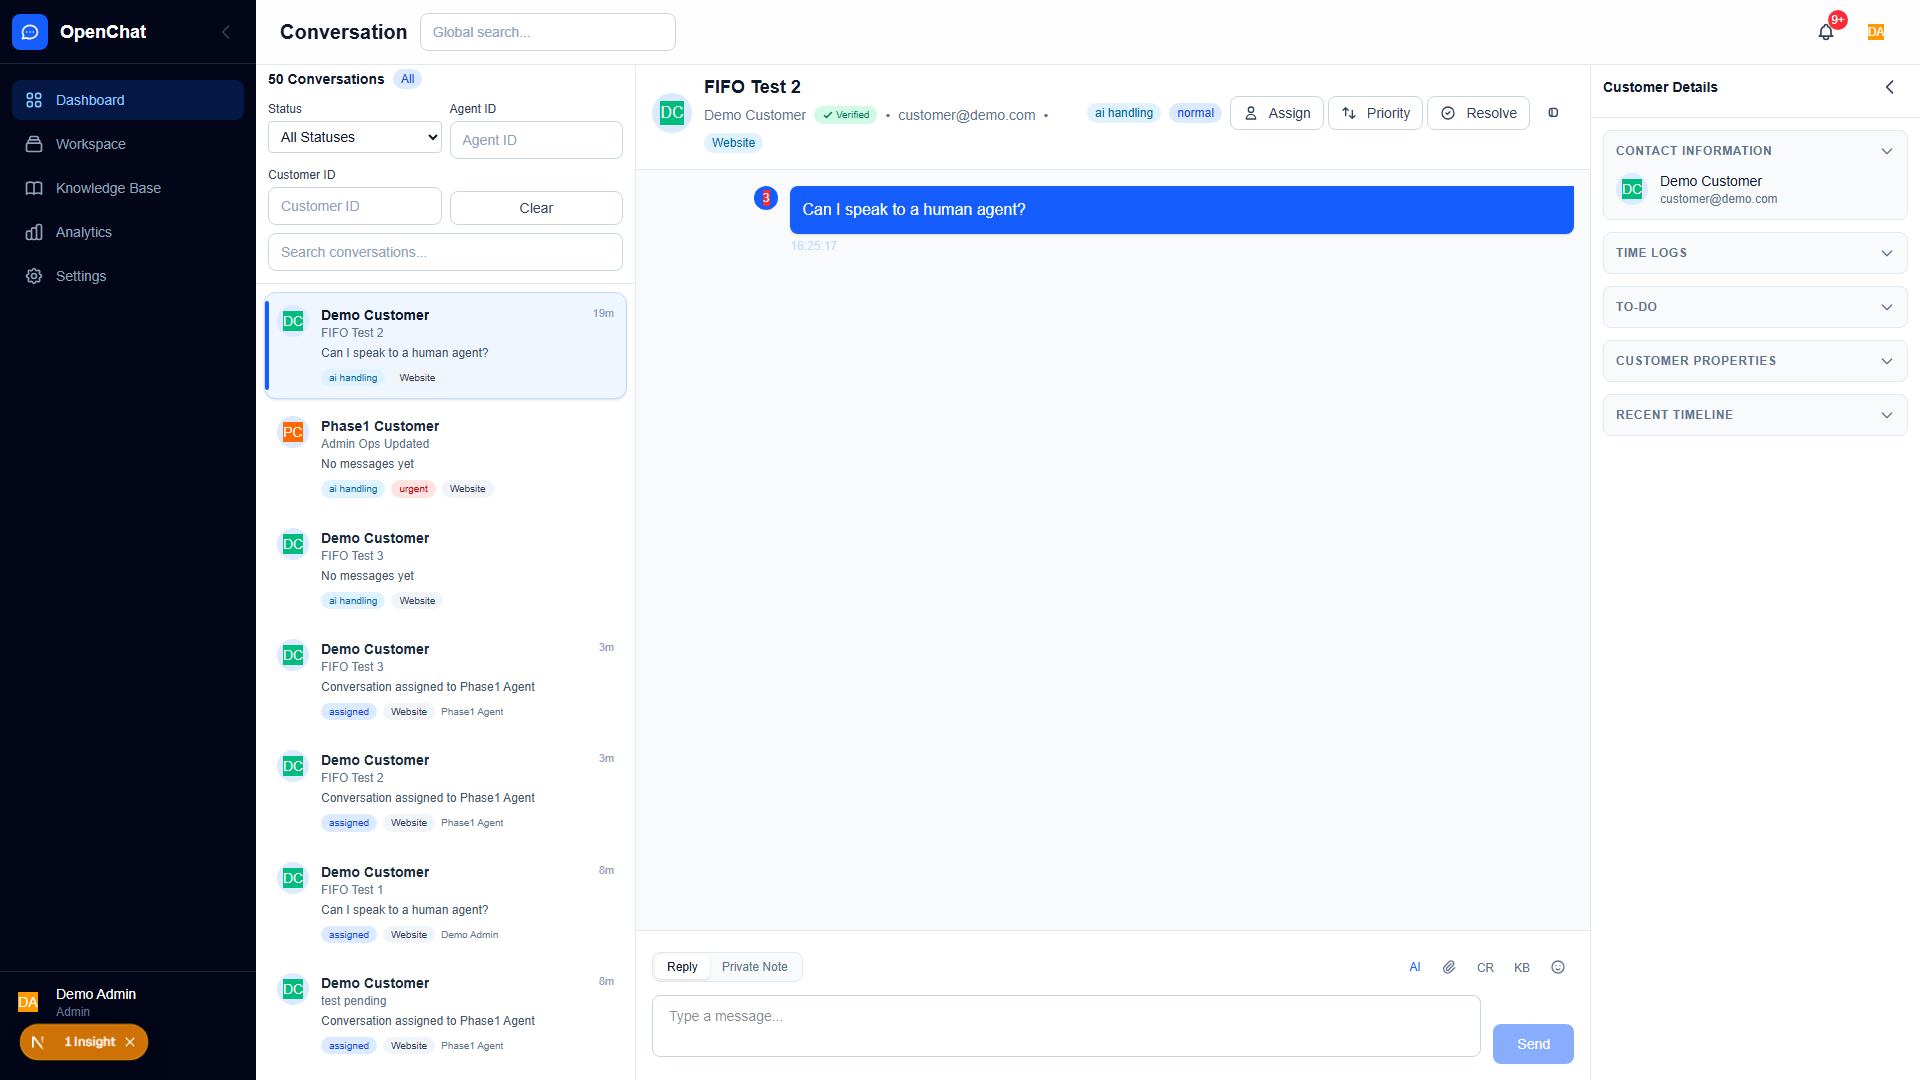 OpenChat
Dashboard
Workspace
Knowledge Base
Analytics
Settings
DA
Demo Admin
Admin
1 Insight
Conversation
Global search...
9+
DA
50 Conversations All
Status
Agent ID
All Statuses
Agent ID
Customer ID
Customer ID
Clear
Search conversations...
DC
Demo Customer
19m
FIFO Test 2
Can I speak to a human agent?
ai handling Website
PC
Phase1 Customer
Admin Ops Updated
No messages yet
ai handling urgent Website
DC
Demo Customer
FIFO Test 3
No messages yet
ai handling Website
DC
Demo Customer
3m
FIFO Test 3
Conversation assigned to Phase1 Agent
assigned Website Phase1 Agent
DC
Demo Customer
3m
FIFO Test 2
Conversation assigned to Phase1 Agent
assigned Website Phase1 Agent
DC
Demo Customer
8m
FIFO Test 1
Can I speak to a human agent?
assigned Website Demo Admin
DC
Demo Customer
8m
test pending
Conversation assigned to Phase1 Agent
assigned Website Phase1 Agent
DC
FIFO Test 2
Demo Customer Verified • customer@demo.com •
Website
ai handling normal Assign Priority Resolve
3
Can I speak to a human agent?
16:25:17
Reply Private Note
AI CR KB
Type a message...
Send
Customer Details
CONTACT INFORMATION
DC
Demo Customer
customer@demo.com
TIME LOGS
TO-DO
CUSTOMER PROPERTIES
RECENT TIMELINE